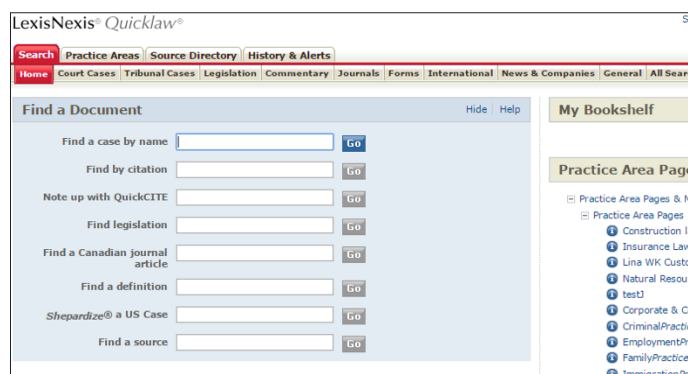 LexisNexis® Quicklaw®
Search Practice Areas Source Directory History & Alerts
Home Court Cases Tribunal Cases Legislation Commentary Journals Forms International News & Companies General All Sear
Find a Document Hide Help
Find a case by name Go
Find by citation Go
Note up with QuickCITE Go
Find legislation Go
Find a Canadian journal
article Go
Find a definition Go
Shepardize® a US Case Go
Find a source Go
My Bookshelf
Practice Area Page
Practice Area Pages & N
Practice Area Pages
Construction l
Insurance Law
Lina WK Custo
Natural Resou
testJ
Corporate & C
CriminalPractic
EmploymentPr
FamilyPractice